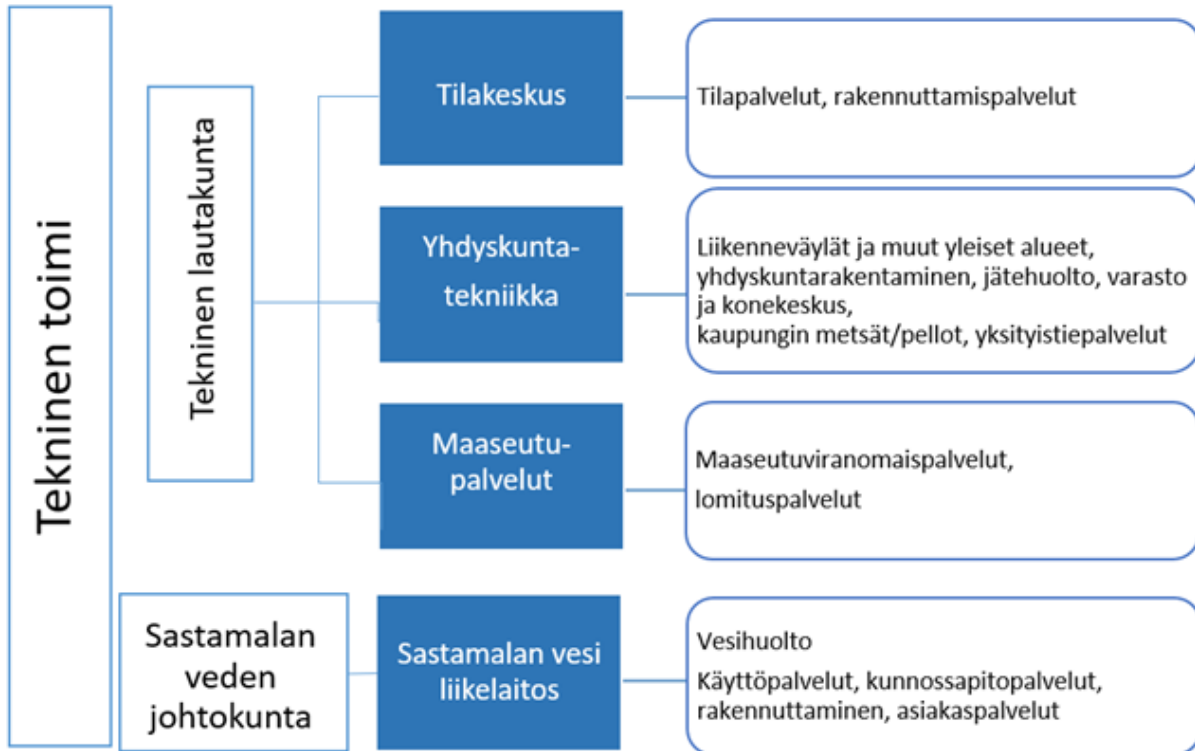 Tekninen toimi
Tekninen lautakunta
Tilakeskus
Tilapalvelut, rakennuttamispalvelut
Yhdyskunta-
tekniikka
Liikenneväylät ja muut yleiset alueet,
yhdyskuntarakentaminen, jätehuolto, varasto
ja konekeskus,
kaupungin metsät/pellot, yksityistiepalvelut
Maaseutu-
palvelut
Maaseutuviranomaispalvelut,
lomituspalvelut
Sastamalan
veden
johtokunta
Sastamalan vesi
liikelaitos
Vesihuolto
Käyttöpalvelut, kunnossapitopalvelut,
rakennuttaminen, asiakaspalvelut